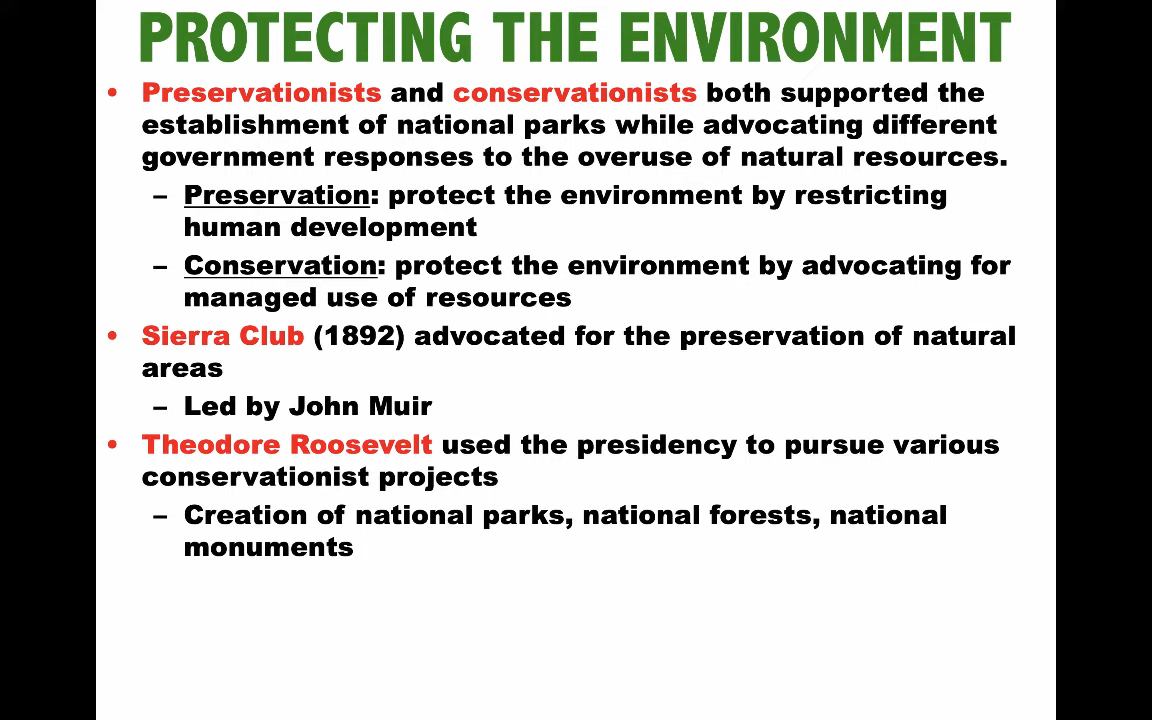 PROTECTING THE ENVIRONMENT
• Preservationists and conservationists both supported the
establishment of national parks while advocating different
government responses to the overuse of natural resources.
– Preservation: protect the environment by restricting
human development
– Conservation: protect the environment by advocating for
managed use of resources
• Sierra Club (1892) advocated for the preservation of natural
areas
– Led by John Muir
• Theodore Roosevelt used the presidency to pursue various
conservationist projects
– Creation of national parks, national forests, national
monuments